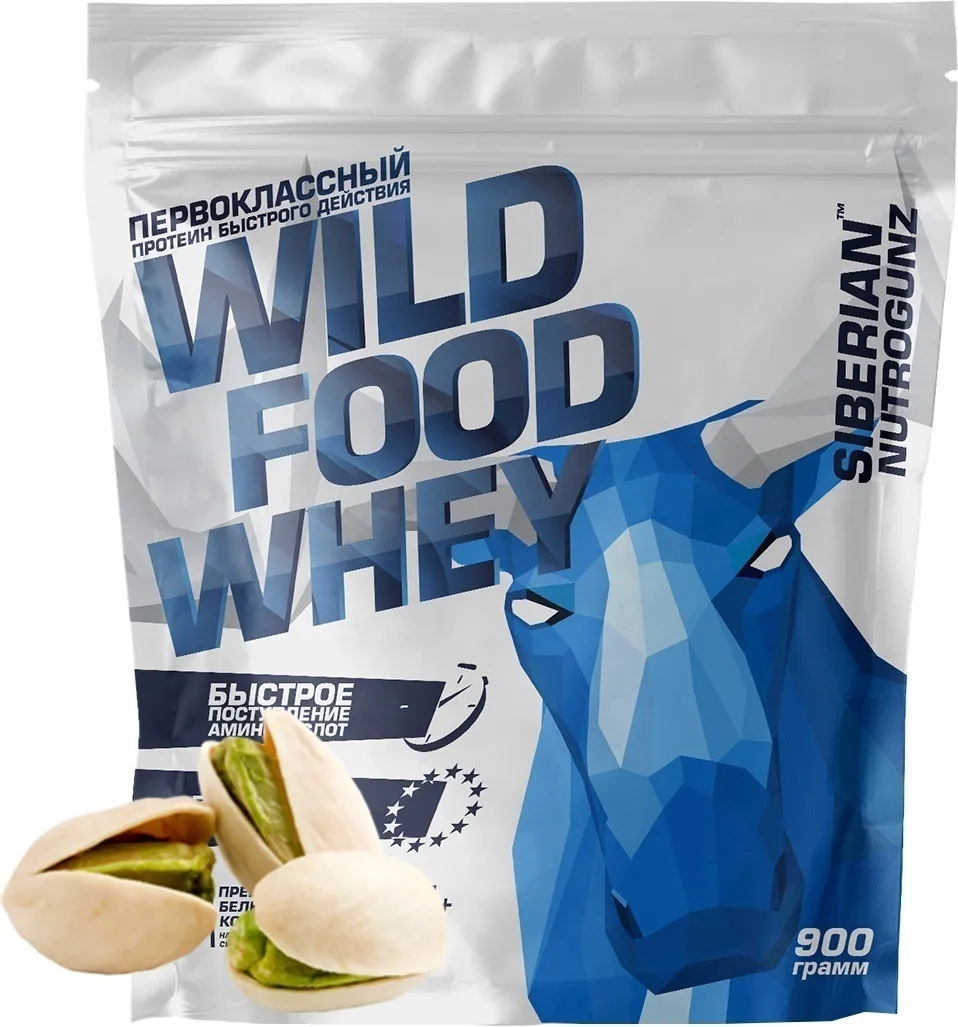 ПЕРВОКЛАССНЫЙ
ПРОТЕИН БЫСТРОГО ДЕЙСТВИЯ
WILD
FOOD
WHEY
SIBERIAN™
NUTROGUNZ
БЫСТРОЕ
900
грамм